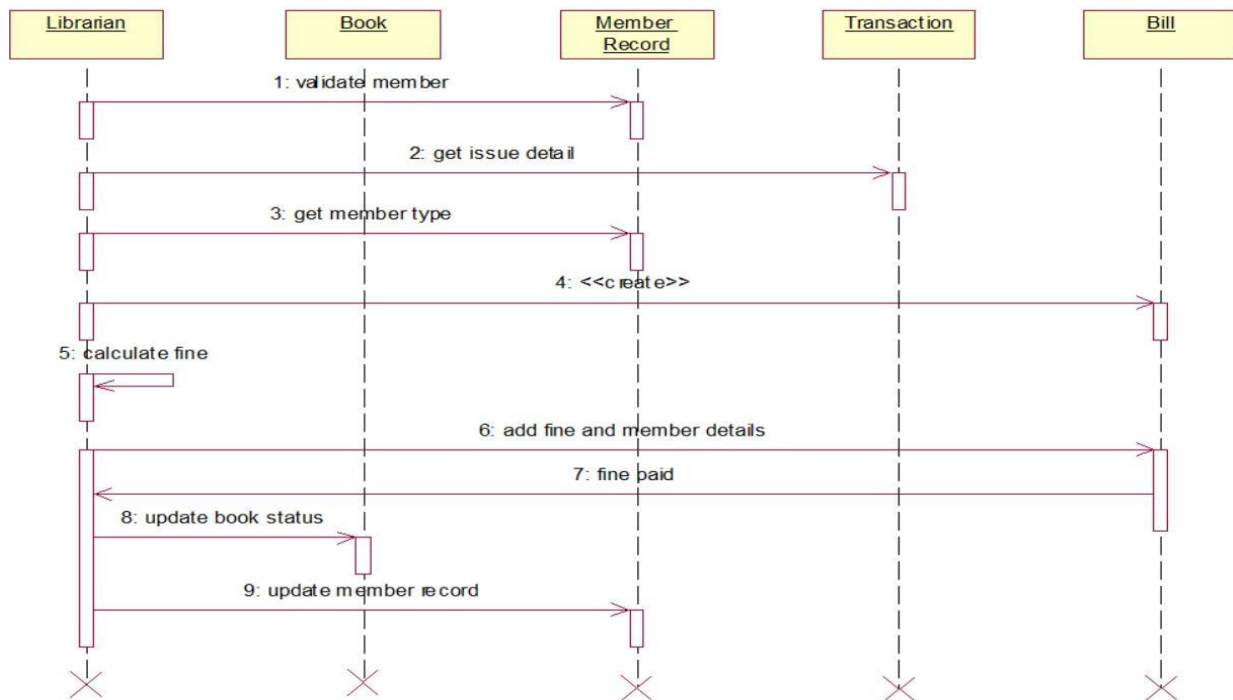 Librarian
Book
Member
Record
Transaction
Bill
1: validate member
2: get issue detail
3: get member type
4: <<create>>
5: calculate fine
6: add fine and member details
7: fine paid
8: update book status
9: update member record